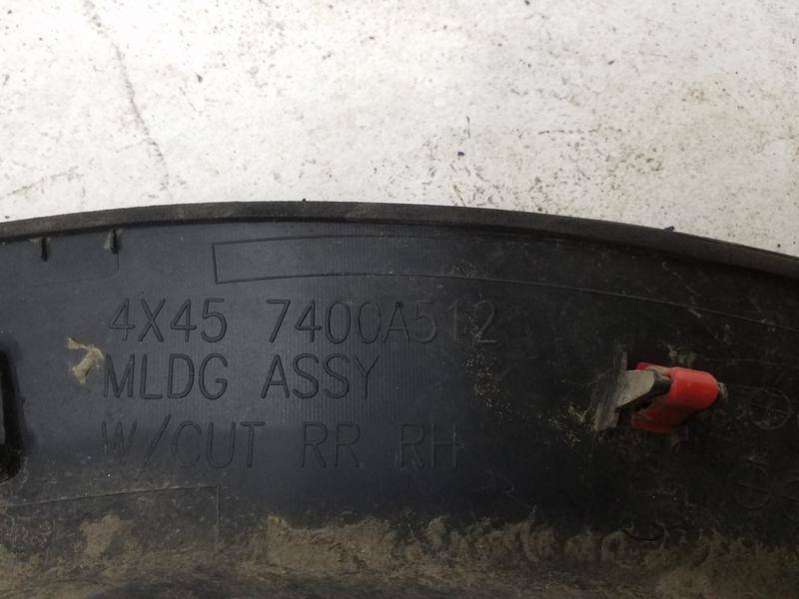 4X45 7400A512
MLDG ASSY
W/CUT RR RH